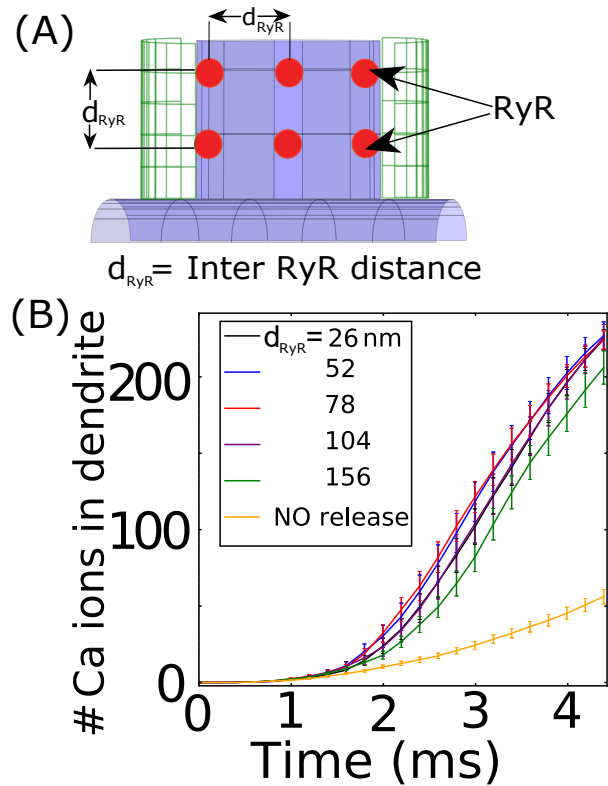 (A)
d_RyR
d_RyR
RyR
d_RyR = Inter RyR distance
(B)
# Ca ions in dendrite
200
100
0
d_RyR = 26 nm
52
78
104
156
NO release
0 1 2 3 4
Time (ms)